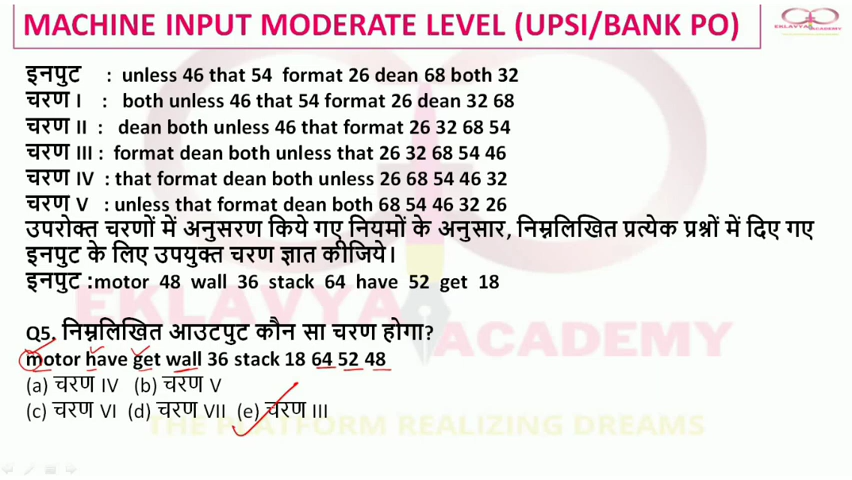 MACHINE INPUT MODERATE LEVEL (UPSI/BANK PO)
EKLAVYA ACADEMY
इनपुट : unless 46 that 54 format 26 dean 68 both 32
चरण I : both unless 46 that 54 format 26 dean 32 68
चरण II : dean both unless 46 that format 26 32 68 54
चरण III : format dean both unless that 26 32 68 54 46
चरण IV : that format dean both unless 26 68 54 46 32
चरण V : unless that format dean both 68 54 46 32 26
उपरोक्त चरणों में अनुसरण किये गए नियमों के अनुसार, निम्नलिखित प्रत्येक प्रश्नों में दिए गए
इनपुट के लिए उपयुक्त चरण ज्ञात कीजिये।
इनपुट :motor 48 wall 36 stack 64 have 52 get 18
EKLAVYA ACADEMY
Q5. निम्नलिखित आउटपुट कौन सा चरण होगा?
motor have get wall 36 stack 18 64 52 48
(a) चरण IV (b) चरण V
(c) चरण VI (d) चरण VII (e) चरण III
THE PLATFORM REALIZING DREAMS